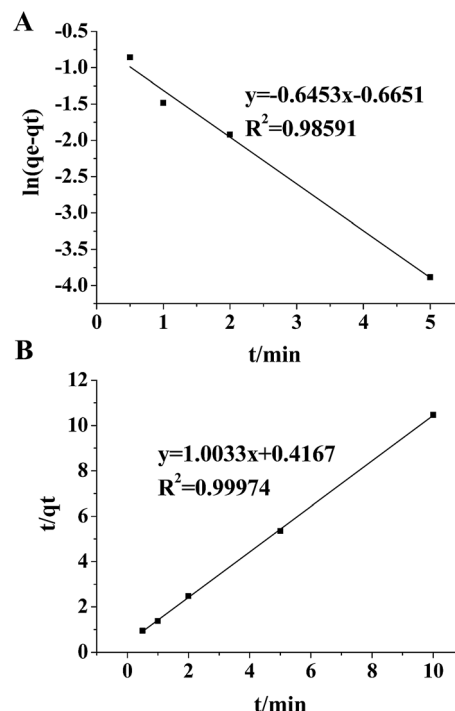 A
-0.5
-1.0
-1.5
-2.0
-2.5
-3.0
-3.5
-4.0
ln(qe-qt)
y=-0.6453x-0.6651
R²=0.98591
0 1 2 3 4 5
t/min
B
12
10
8
6
4
2
0
t/qt
y=1.0033x+0.4167
R²=0.99974
0 2 4 6 8 10
t/min